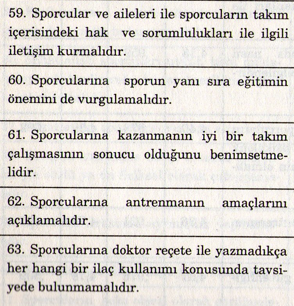 59. Sporcular ve aileleri ile sporcuların takım
içerisindeki hak ve sorumlulukları ile ilgili
iletişim kurmalıdır.
60. Sporcularına sporun yanı sıra eğitimin
önemini de vurgulamalıdır.
61. Sporcularına kazanmanın iyi bir takım
çalışmasının sonucu olduğunu benimsetme-
lidir.
62. Sporcularına antrenmanın amaçlarını
açıklamalıdır.
63. Sporcularına doktor reçete ile yazmadıkça
her hangi bir ilaç kullanımı konusunda tavsi-
yede bulunmamalıdır.